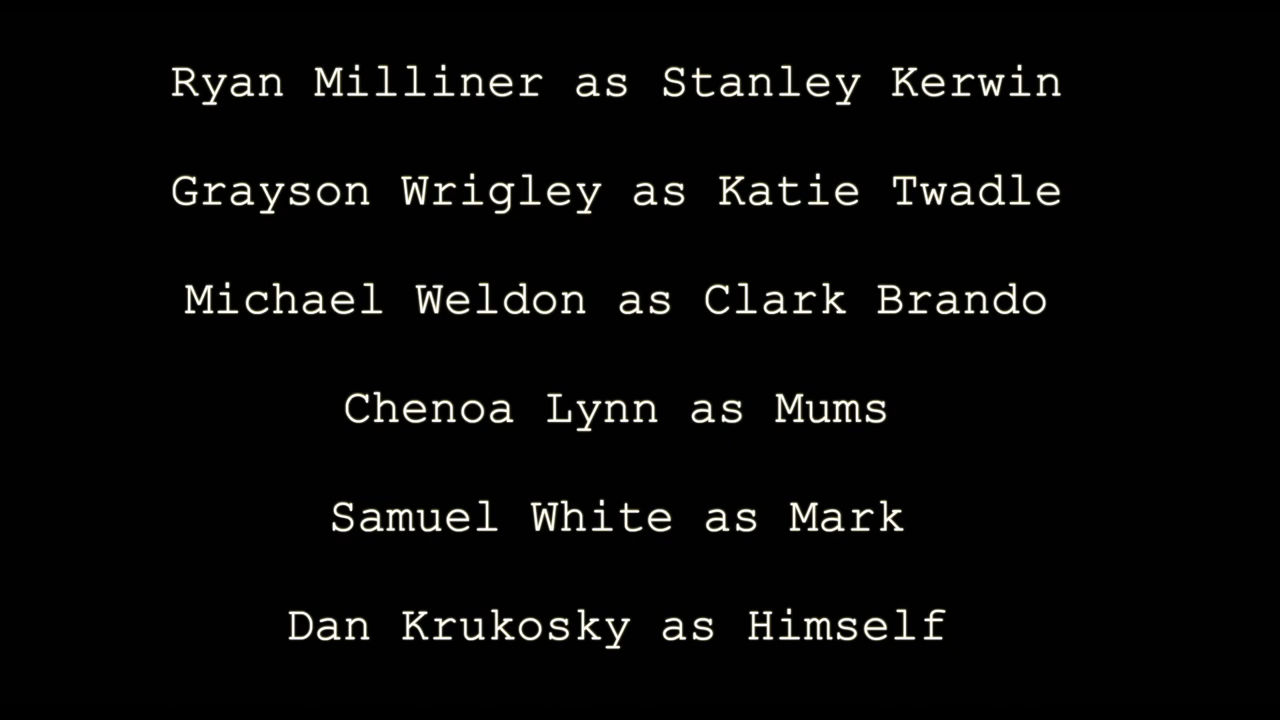 Ryan Milliner as Stanley Kerwin
Grayson Wrigley as Katie Twadle
Michael Weldon as Clark Brando
Chenoa Lynn as Mums
Samuel White as Mark
Dan Krukosky as Himself